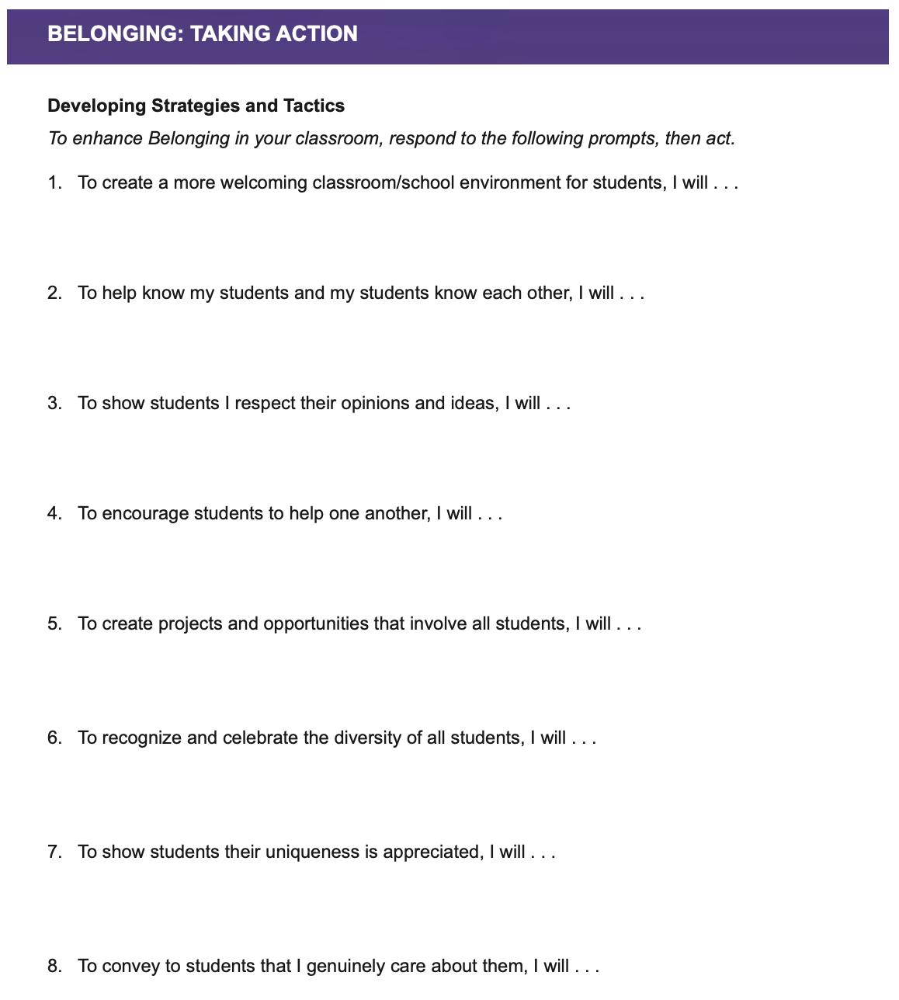 BELONGING: TAKING ACTION
Developing Strategies and Tactics
To enhance Belonging in your classroom, respond to the following prompts, then act.
1. To create a more welcoming classroom/school environment for students, I will . . .
2. To help know my students and my students know each other, I will . . .
3. To show students I respect their opinions and ideas, I will . . .
4. To encourage students to help one another, I will . . .
5. To create projects and opportunities that involve all students, I will . . .
6. To recognize and celebrate the diversity of all students, I will . . .
7. To show students their uniqueness is appreciated, I will . . .
8. To convey to students that I genuinely care about them, I will . . .